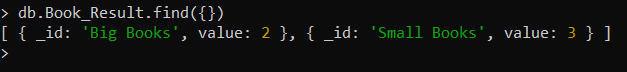 > db.Book_Result.find({})
[ { _id: 'Big Books', value: 2 }, { _id: 'Small Books', value: 3 } ]
>